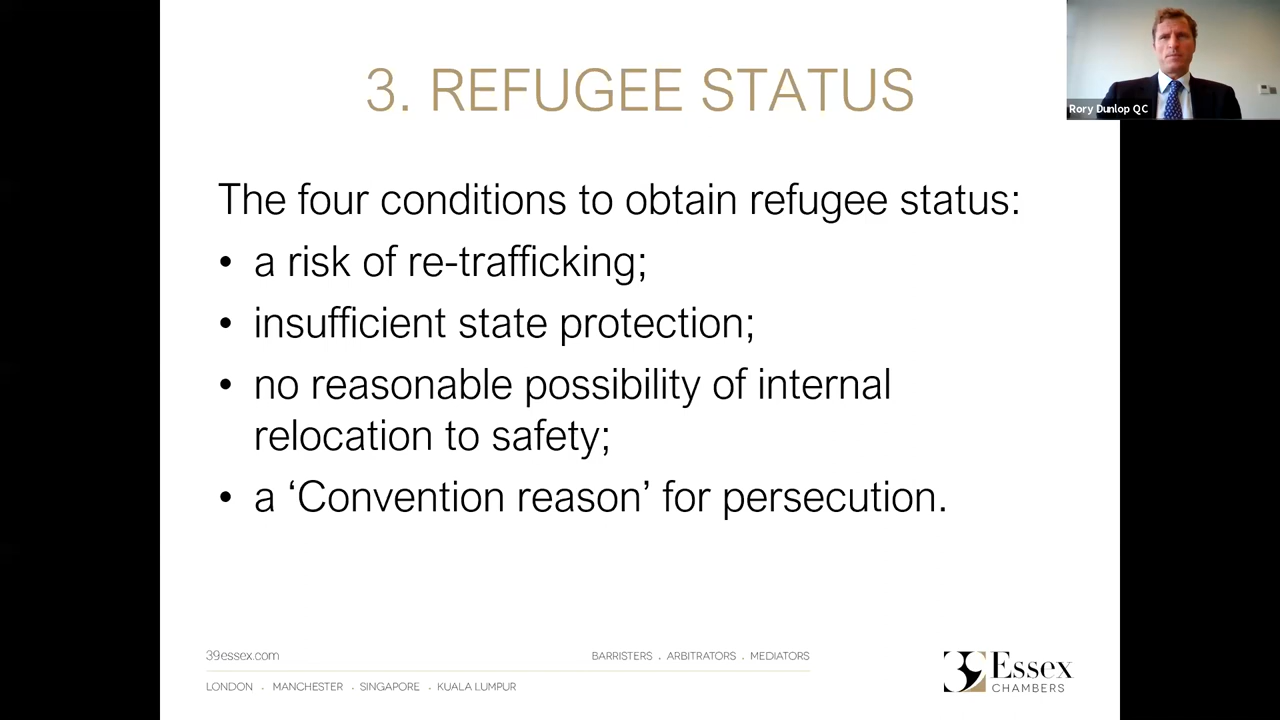 3. REFUGEE STATUS
Rory Dunlop QC
The four conditions to obtain refugee status:
• a risk of re-trafficking;
• insufficient state protection;
• no reasonable possibility of internal
relocation to safety;
• a ‘Convention reason’ for persecution.
39essex.com
BARRISTERS . ARBITRATORS . MEDIATORS
LONDON . MANCHESTER . SINGAPORE . KUALA LUMPUR
39 Essex
CHAMBERS